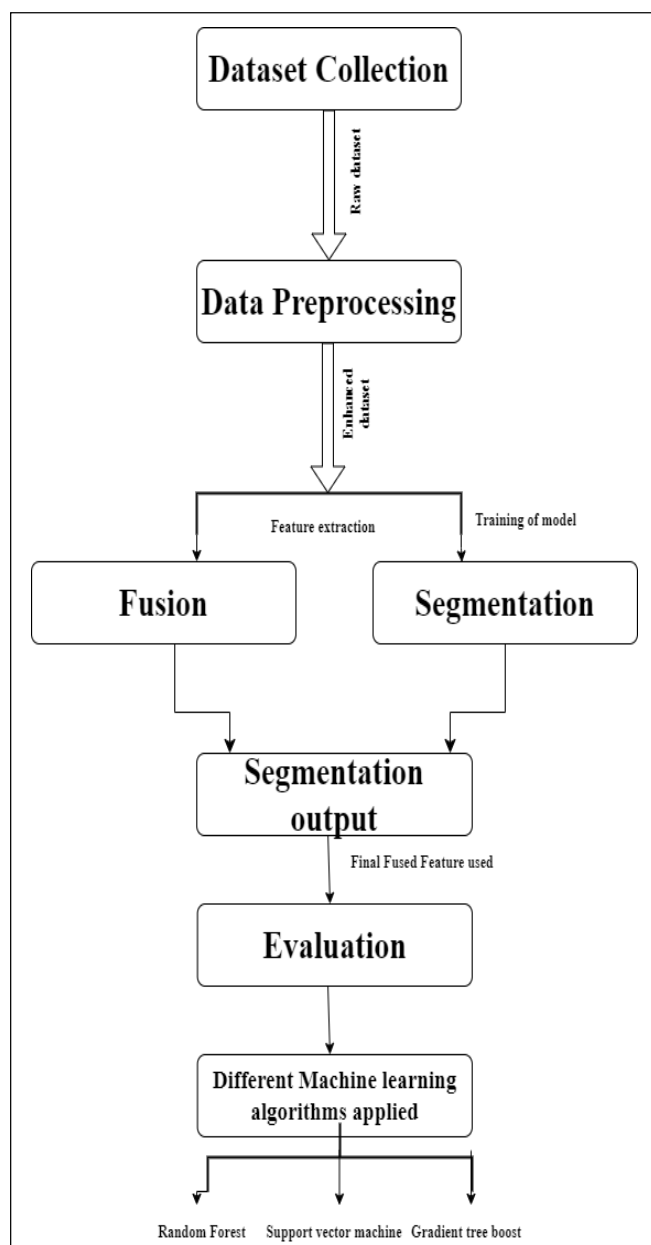 Dataset Collection
Raw dataset
Data Preprocessing
Enhanced
dataset
Feature extraction
Training of model
Fusion
Segmentation
Segmentation
output
Final Fused Feature used
Evaluation
Different Machine learning
algorithms applied
Random Forest
Support vector machine
Gradient tree boost